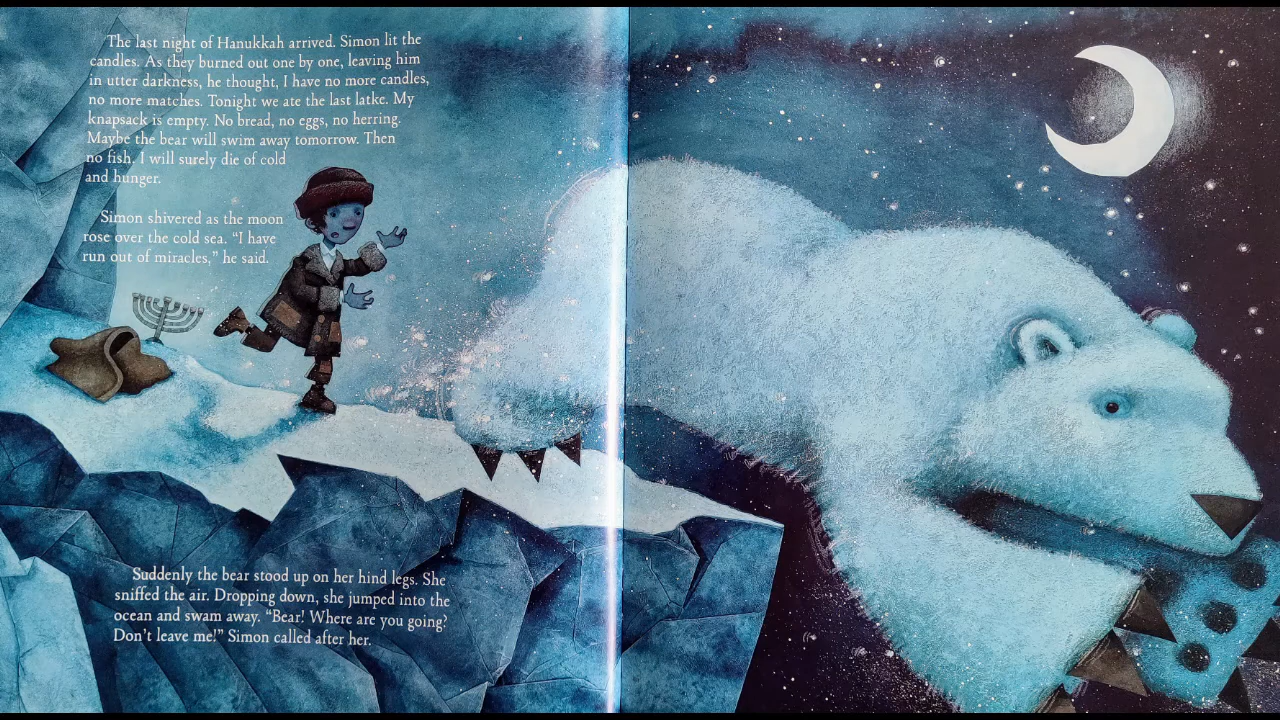 The last night of Hanukkah arrived. Simon lit the
candles. As they burned out one by one, leaving him
in utter darkness, he thought, I have no more candles,
no more matches. Tonight we ate the last latke. My
knapsack is empty. No bread, no eggs, no herring.
Maybe the bear will swim away tomorrow. Then
no fish. I will surely die of cold
and hunger.
Simon shivered as the moon
rose over the cold sea. “I have
run out of miracles,” he said.
Suddenly the bear stood up on her hind legs. She
sniffed the air. Dropping down, she jumped into the
ocean and swam away. “Bear! Where are you going?
Don’t leave me!” Simon called after her.